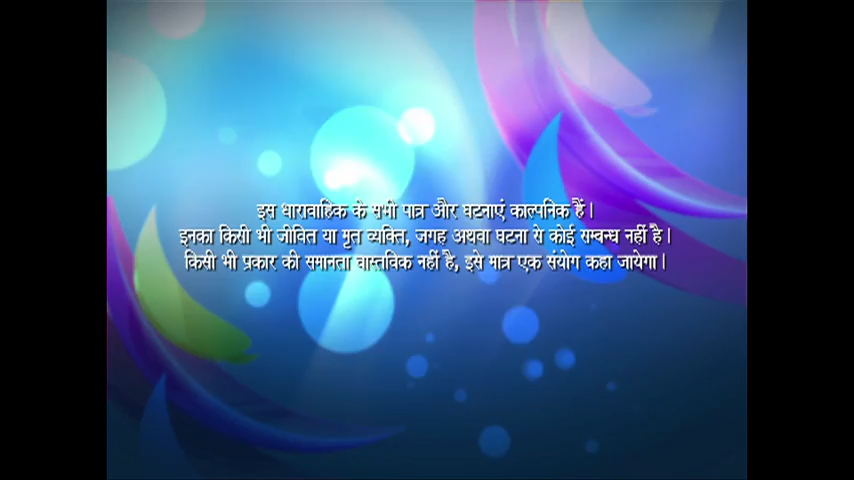 इस धारावाहिक के सभी पात्र और घटनाएं काल्पनिक हैं।
इनका किसी भी जीवित या मृत व्यक्ति, जगह अथवा घटना से कोई सम्बन्ध नहीं है।
किसी भी प्रकार की समानता वास्तविक नहीं है, इसे मात्र एक संयोग कहा जायेगा।